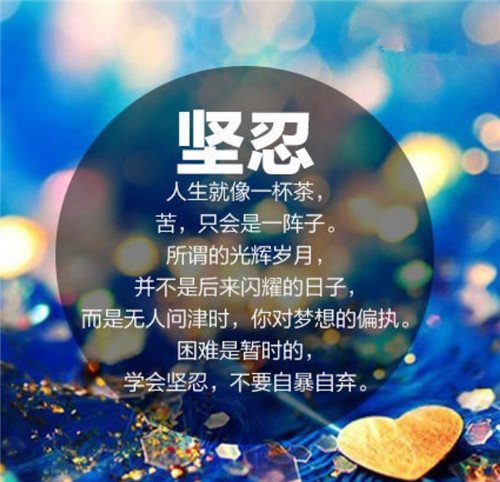 坚忍
人生就像一杯茶，
苦，只会是一阵子。
所谓的光辉岁月，
并不是后来闪耀的日子，
而是无人问津时，你对梦想的偏执。
困难是暂时的，
学会坚忍，不要自暴自弃。